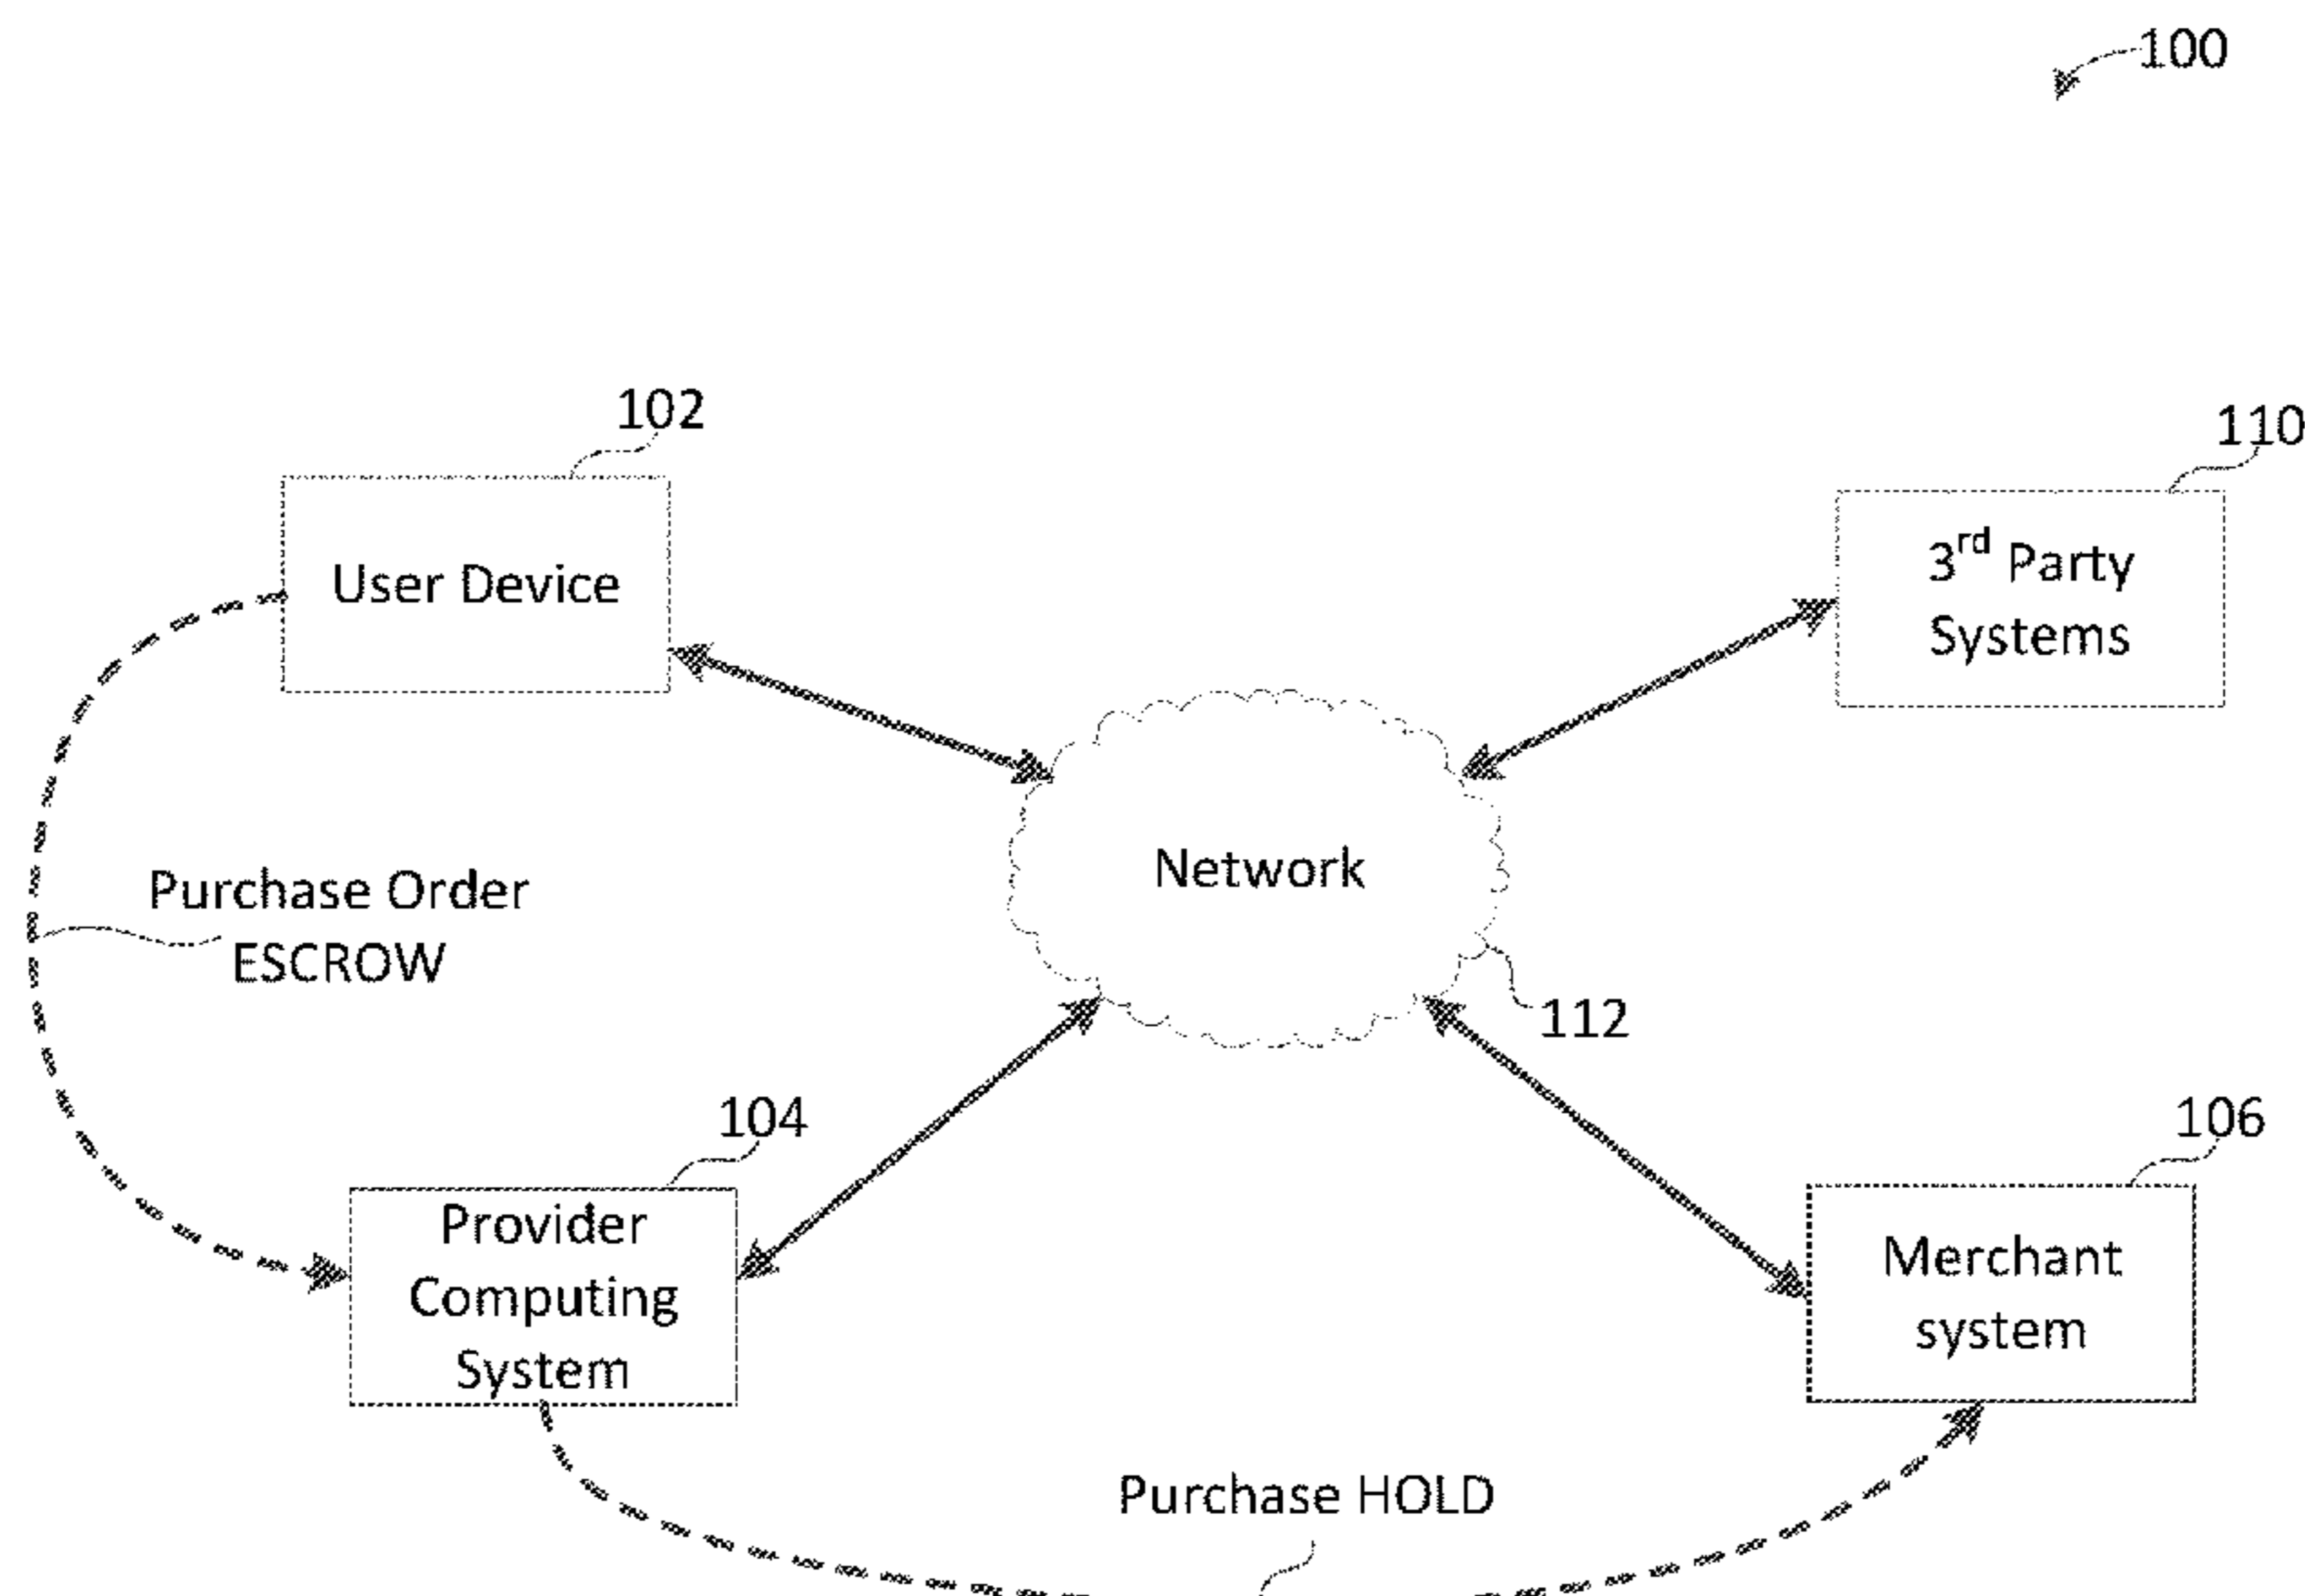 100
102
110
User Device
3rd Party
Systems
Network
Purchase Order
ESCROW
112
104
106
Provider
Computing
System
Merchant
system
Purchase HOLD